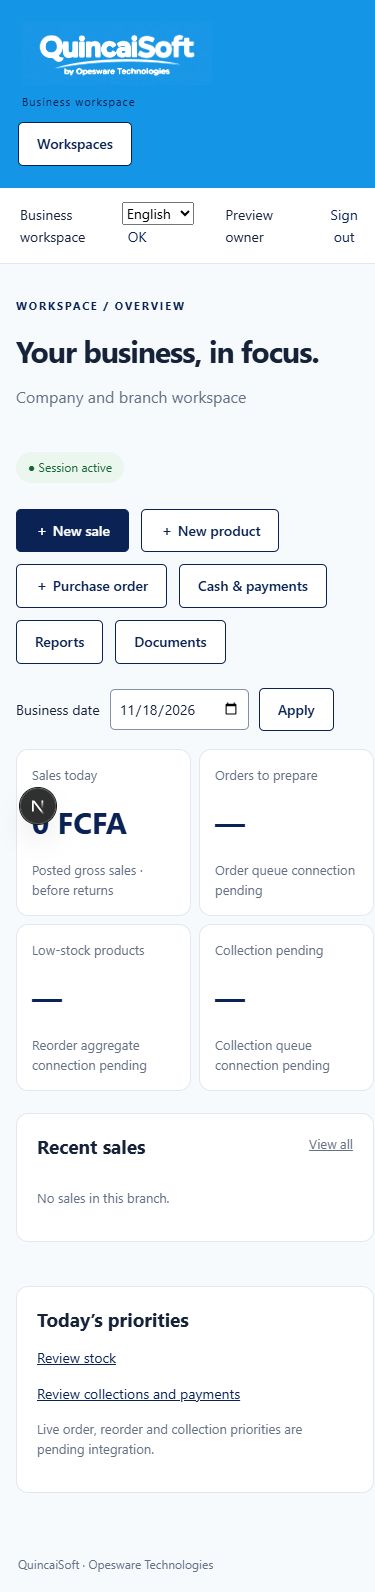 QuincaiSoft
by Opesware Technologies
Business workspace
Workspaces
Business workspace
English
OK
Preview owner
Sign out
WORKSPACE / OVERVIEW
Your business, in focus.
Company and branch workspace
● Session active
+ New sale
+ New product
+ Purchase order
Cash & payments
Reports
Documents
Business date
11/18/2026
Apply
Sales today
0 FCFA
Posted gross sales ·
before returns
Orders to prepare
—
Order queue connection
pending
Low-stock products
—
Reorder aggregate
connection pending
Collection pending
—
Collection queue
connection pending
N
Recent sales
View all
No sales in this branch.
Today’s priorities
Review stock
Review collections and payments
Live order, reorder and collection priorities are
pending integration.
QuincaiSoft · Opesware Technologies